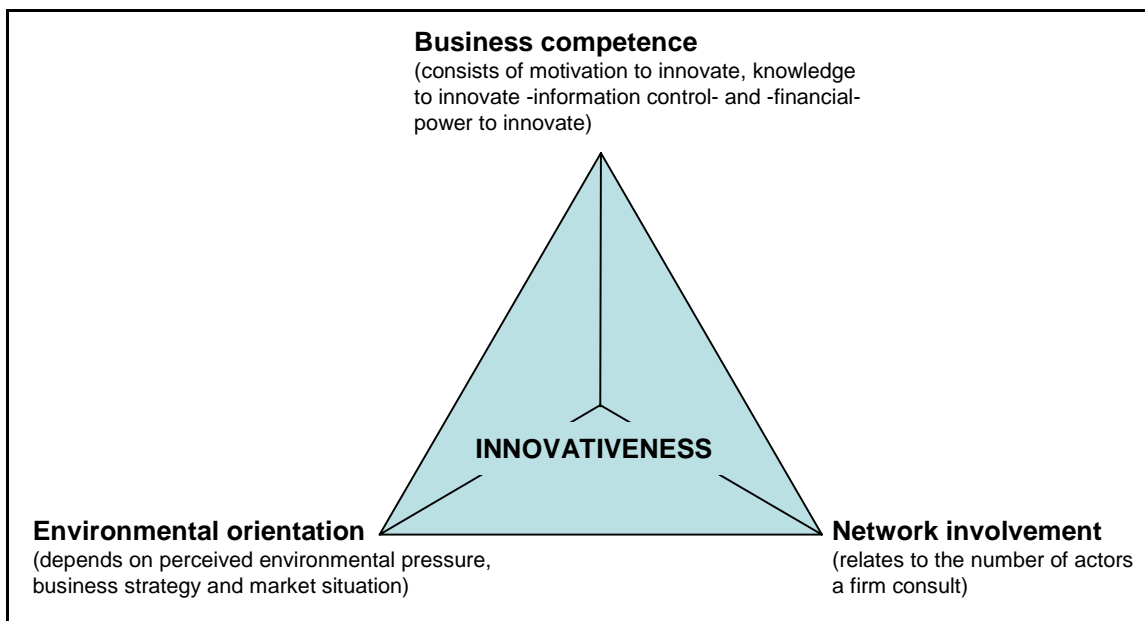 Business competence
(consists of motivation to innovate, knowledge
to innovate -information control- and -financial-
power to innovate)
INNOVATIVENESS
Environmental orientation
(depends on perceived environmental pressure,
business strategy and market situation)
Network involvement
(relates to the number of actors
a firm consult)